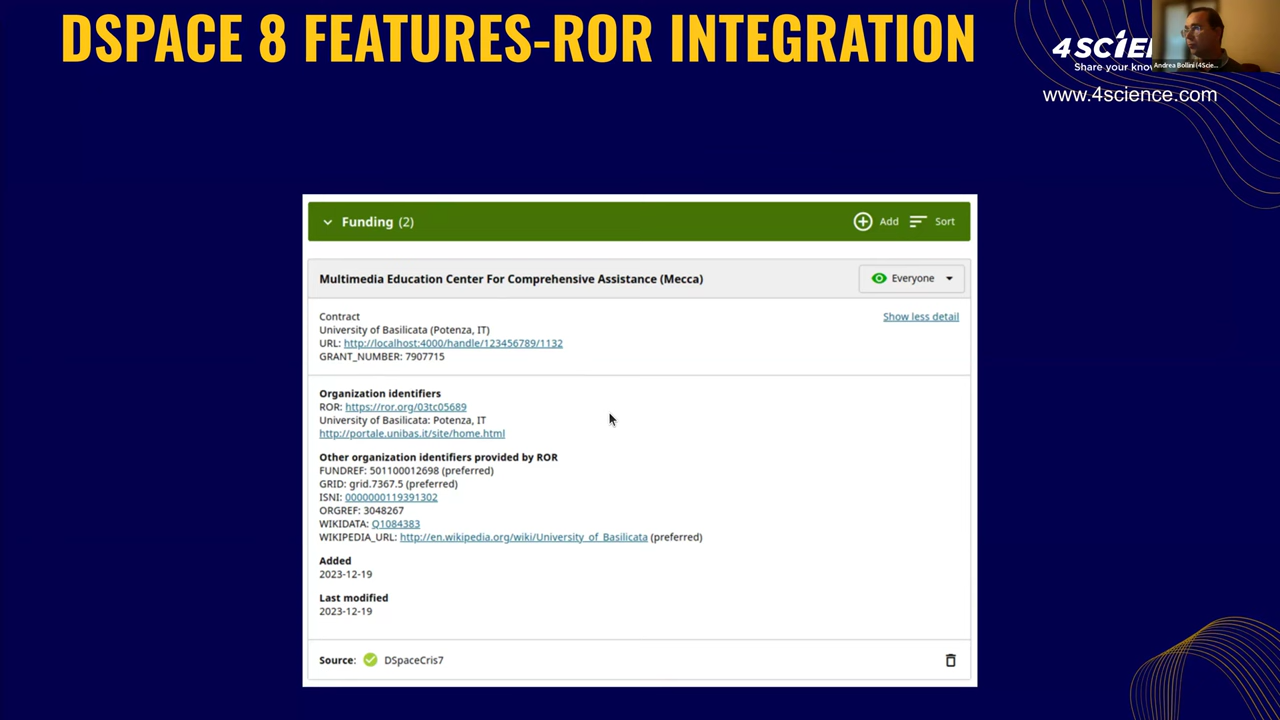 DSPACE 8 FEATURES-ROR INTEGRATION
4SCIE
Share your kno
Andrea Bollini (4Scie...
www.4science.com
Funding (2)
Add
Sort
Multimedia Education Center For Comprehensive Assistance (Mecca)
Everyone
Contract
Show less detail
University of Basilicata (Potenza, IT)
URL: http://localhost:4000/handle/123456789/1132
GRANT_NUMBER: 7907715
Organization identifiers
ROR: https://ror.org/03tc05689
University of Basilicata: Potenza, IT
http://portale.unibas.it/site/home.html
Other organization identifiers provided by ROR
FUNDREF: 501100012698 (preferred)
GRID: grid.7367.5 (preferred)
ISNI: 0000000119391302
ORGREF: 3048267
WIKIDATA: Q1084383
WIKIPEDIA_URL: http://en.wikipedia.org/wiki/University_of_Basilicata (preferred)
Added
2023-12-19
Last modified
2023-12-19
Source: DSpaceCris7